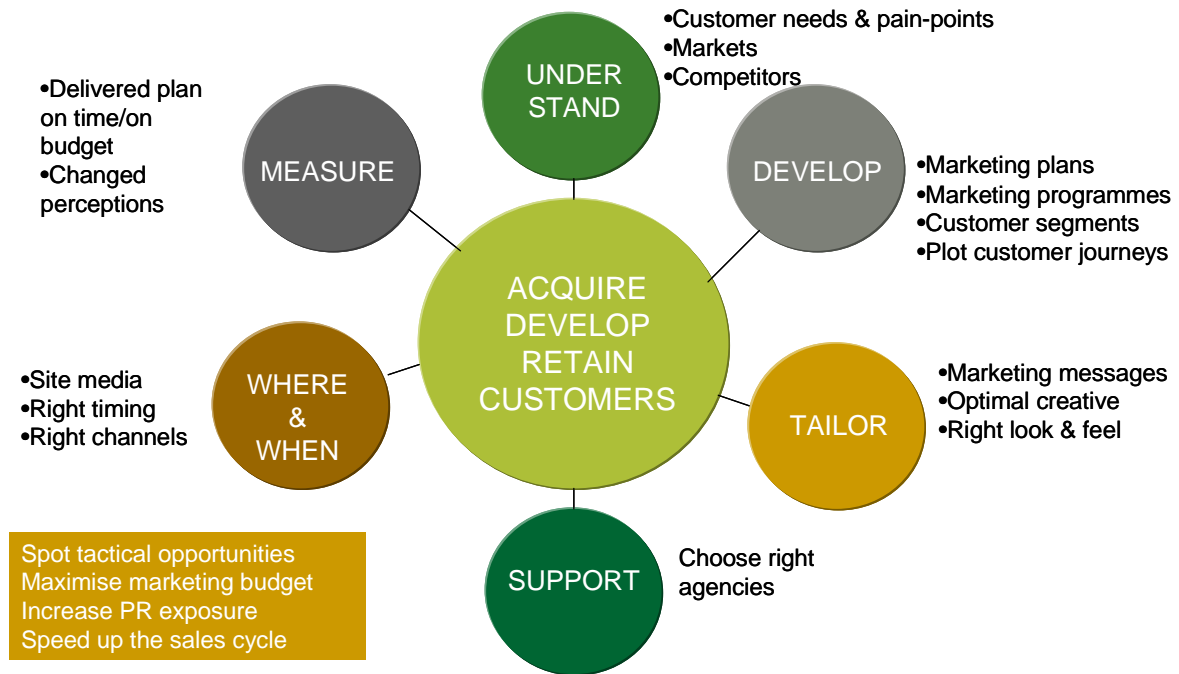 •Customer needs & pain-points
•Markets
•Competitors
UNDER
STAND
•Delivered plan
on time/on
budget
•Changed
perceptions
MEASURE
DEVELOP
•Marketing plans
•Marketing programmes
•Customer segments
•Plot customer journeys
ACQUIRE
DEVELOP
RETAIN
CUSTOMERS
•Site media
•Right timing
•Right channels
WHERE
&
WHEN
TAILOR
•Marketing messages
•Optimal creative
•Right look & feel
Spot tactical opportunities
Maximise marketing budget
Increase PR exposure
Speed up the sales cycle
SUPPORT
Choose right
agencies